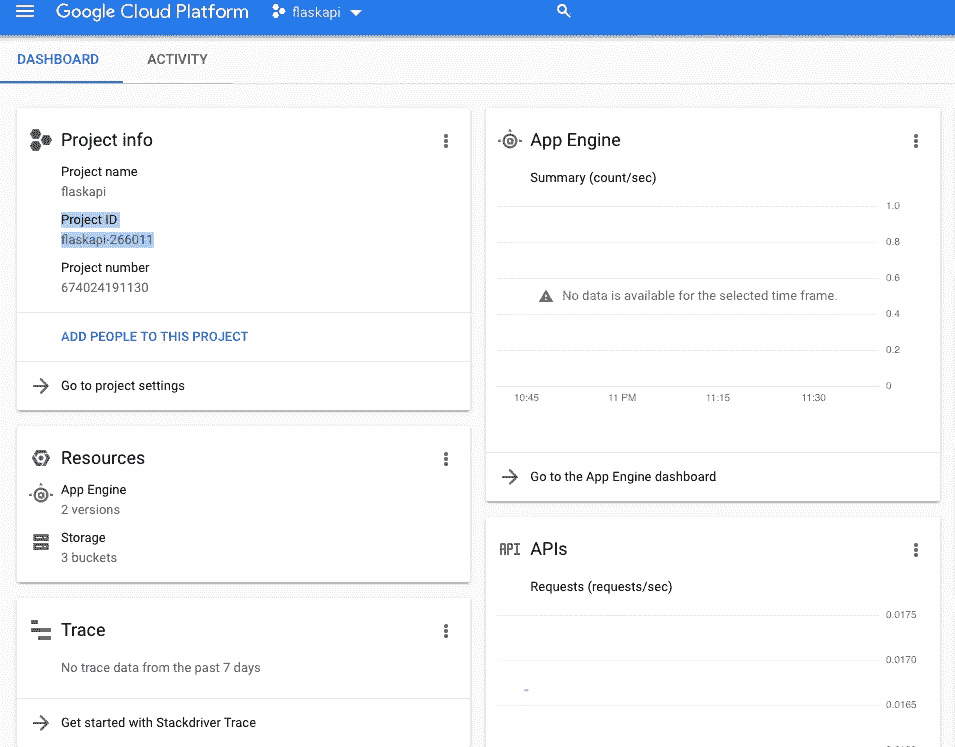 Google Cloud Platform
flaskapi
DASHBOARD
ACTIVITY
Project info
Project name
flaskapi
Project ID
flaskapi-266011
Project number
674024191130
ADD PEOPLE TO THIS PROJECT
Go to project settings
Resources
App Engine
2 versions
Storage
3 buckets
Trace
No trace data from the past 7 days
Get started with Stackdriver Trace
App Engine
Summary (count/sec)
1.0
0.8
0.6
No data is available for the selected time frame.
0.4
0.2
0
10:45 11 PM 11:15 11:30
Go to the App Engine dashboard
API APIs
Requests (requests/sec)
0.0175
0.0170
0.0165